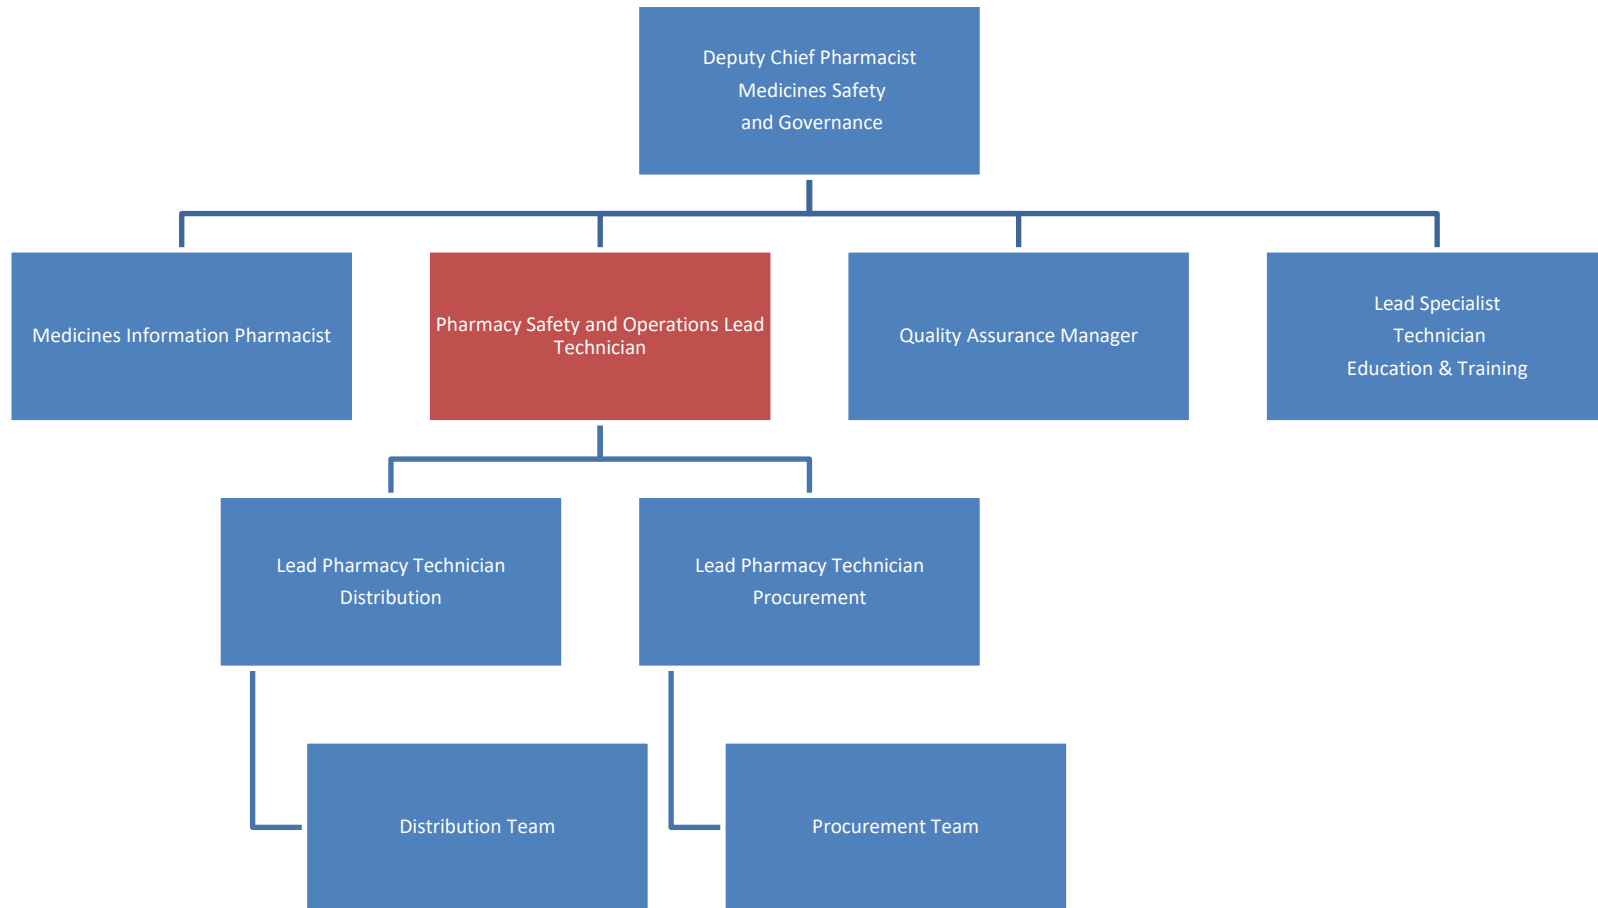 Deputy Chief Pharmacist
Medicines Safety
and Governance
Medicines Information Pharmacist
Pharmacy Safety and Operations Lead
Technician
Quality Assurance Manager
Lead Specialist
Technician
Education & Training
Lead Pharmacy Technician
Distribution
Lead Pharmacy Technician
Procurement
Distribution Team
Procurement Team